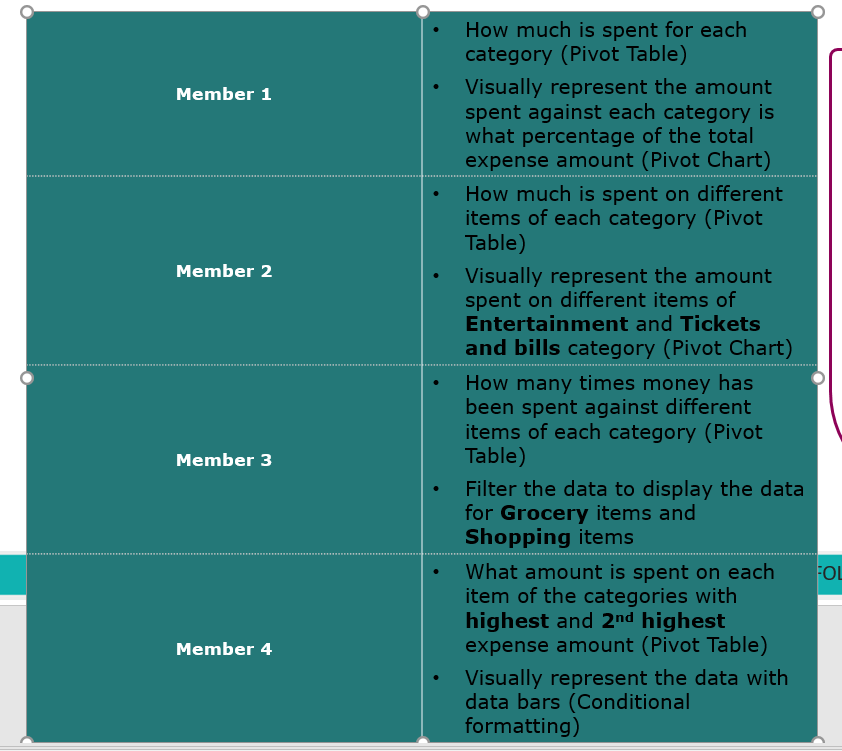 Member 1
• How much is spent for each
category (Pivot Table)
• Visually represent the amount
spent against each category is
what percentage of the total
expense amount (Pivot Chart)
Member 2
• How much is spent on different
items of each category (Pivot
Table)
• Visually represent the amount
spent on different items of
Entertainment and Tickets
and bills category (Pivot Chart)
Member 3
• How many times money has
been spent against different
items of each category (Pivot
Table)
• Filter the data to display the data
for Grocery items and
Shopping items
Member 4
• What amount is spent on each
item of the categories with
highest and 2nd highest
expense amount (Pivot Table)
• Visually represent the data with
data bars (Conditional
formatting)